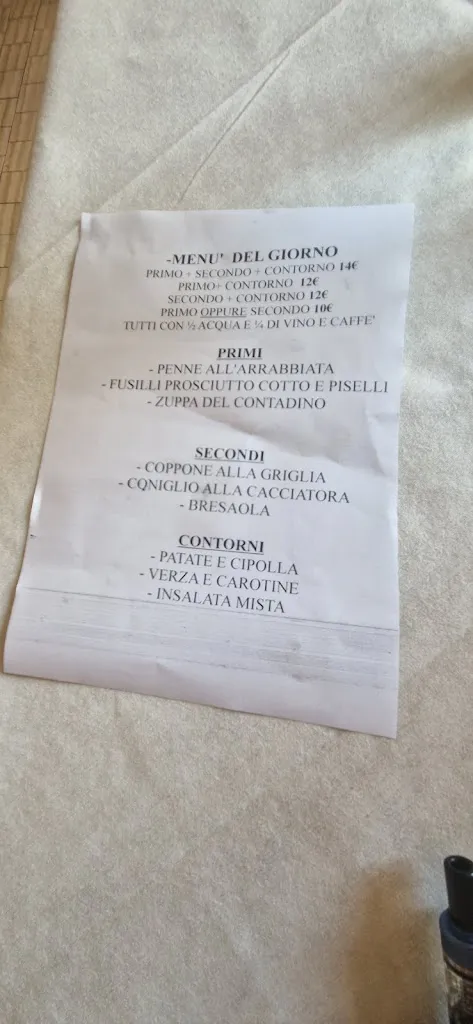 -MENU' DEL GIORNO
PRIMO + SECONDO + CONTORNO 14€
PRIMO+ CONTORNO 12€
SECONDO + CONTORNO 12€
PRIMO OPPURE SECONDO 10€
TUTTI CON ½ ACQUA E ¼ DI VINO E CAFFE'
PRIMI
- PENNE ALL'ARRABBIATA
- FUSILLI PROSCIUTTO COTTO E PISELLI
- ZUPPA DEL CONTADINO
SECONDI
- COPPONE ALLA GRIGLIA
- CONIGLIO ALLA CACCIATORA
- BRESAOLA
CONTORNI
- PATATE E CIPOLLA
- VERZA E CAROTINE
- INSALATA MISTA